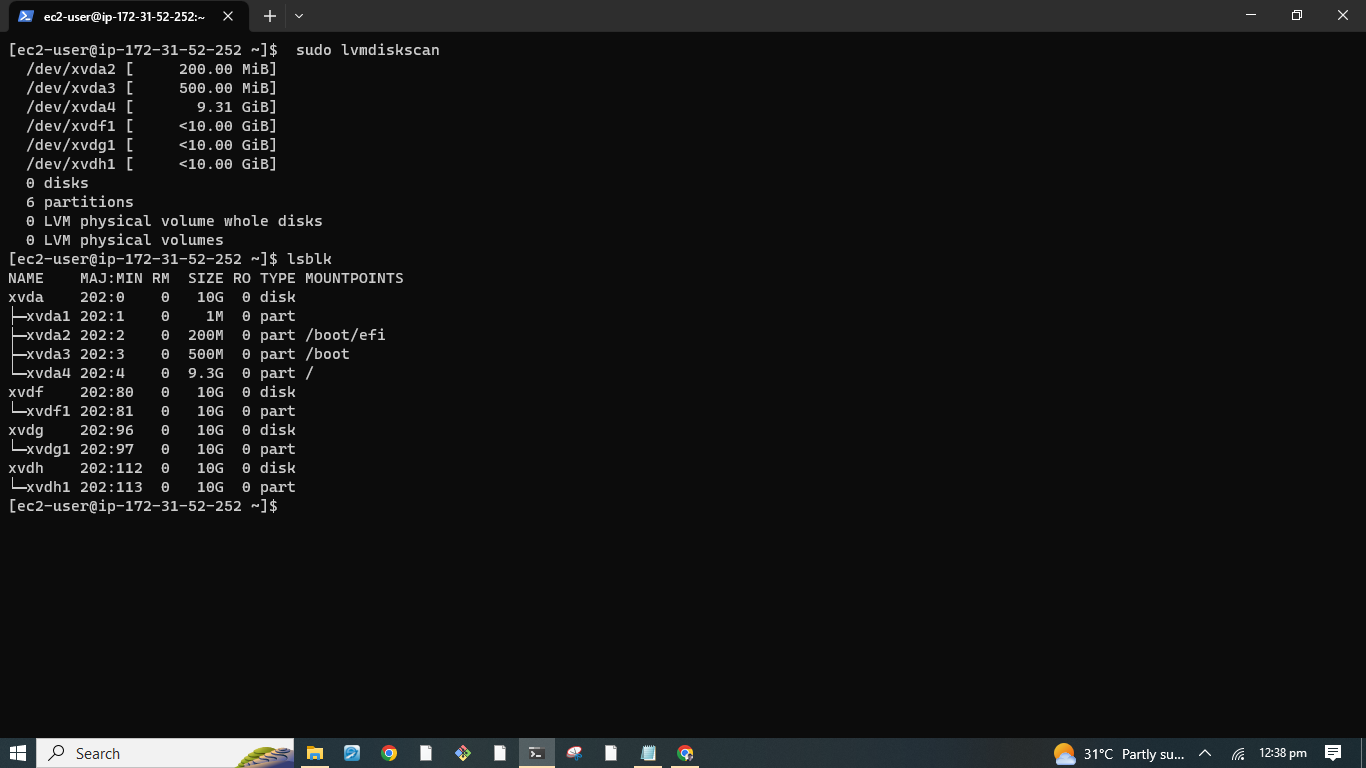 ec2-user@ip-172-31-52-252:~
[ec2-user@ip-172-31-52-252 ~]$  sudo lvmdiskscan
  /dev/xvda2 [     200.00 MiB]
  /dev/xvda3 [     500.00 MiB]
  /dev/xvda4 [       9.31 GiB]
  /dev/xvdf1 [     <10.00 GiB]
  /dev/xvdg1 [     <10.00 GiB]
  /dev/xvdh1 [     <10.00 GiB]
  0 disks
  6 partitions
  0 LVM physical volume whole disks
  0 LVM physical volumes
[ec2-user@ip-172-31-52-252 ~]$ lsblk
NAME    MAJ:MIN RM  SIZE RO TYPE MOUNTPOINTS
xvda    202:0    0   10G  0 disk
├─xvda1 202:1    0    1M  0 part
├─xvda2 202:2    0  200M  0 part /boot/efi
├─xvda3 202:3    0  500M  0 part /boot
└─xvda4 202:4    0  9.3G  0 part /
xvdf    202:80   0   10G  0 disk
└─xvdf1 202:81   0   10G  0 part
xvdg    202:96   0   10G  0 disk
└─xvdg1 202:97   0   10G  0 part
xvdh    202:112  0   10G  0 disk
└─xvdh1 202:113  0   10G  0 part
[ec2-user@ip-172-31-52-252 ~]$
Search 31°C Partly su... 12:38 pm